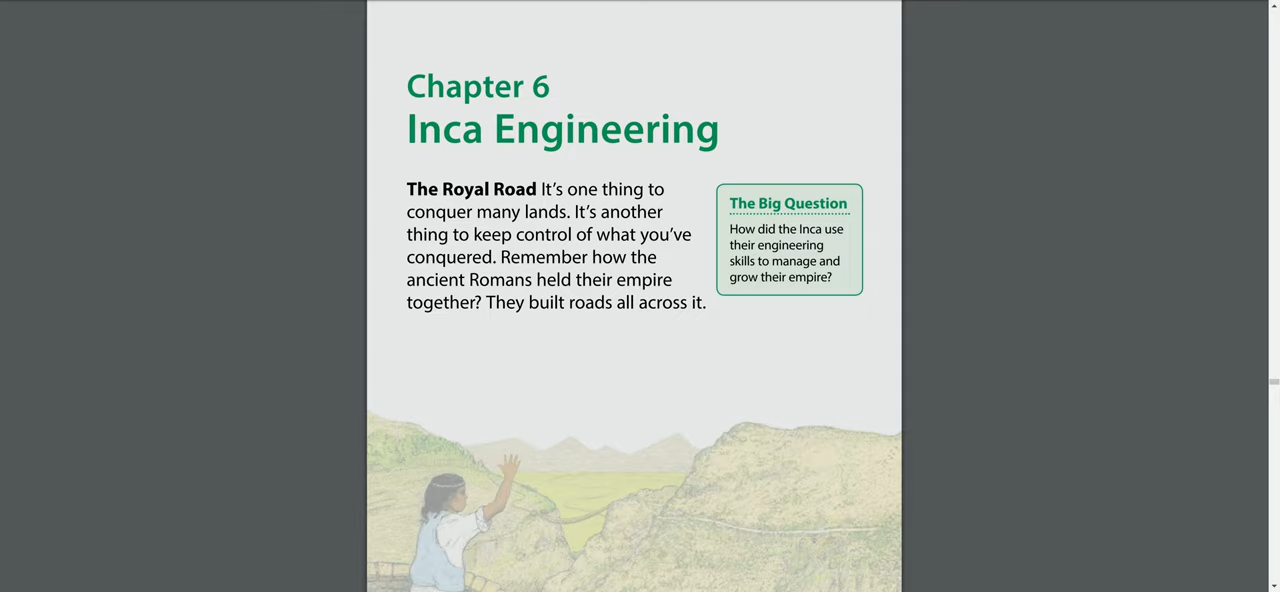 Chapter 6
Inca Engineering
The Royal Road It’s one thing to
conquer many lands. It’s another
thing to keep control of what you’ve
conquered. Remember how the
ancient Romans held their empire
together? They built roads all across it.
The Big Question
How did the Inca use
their engineering
skills to manage and
grow their empire?